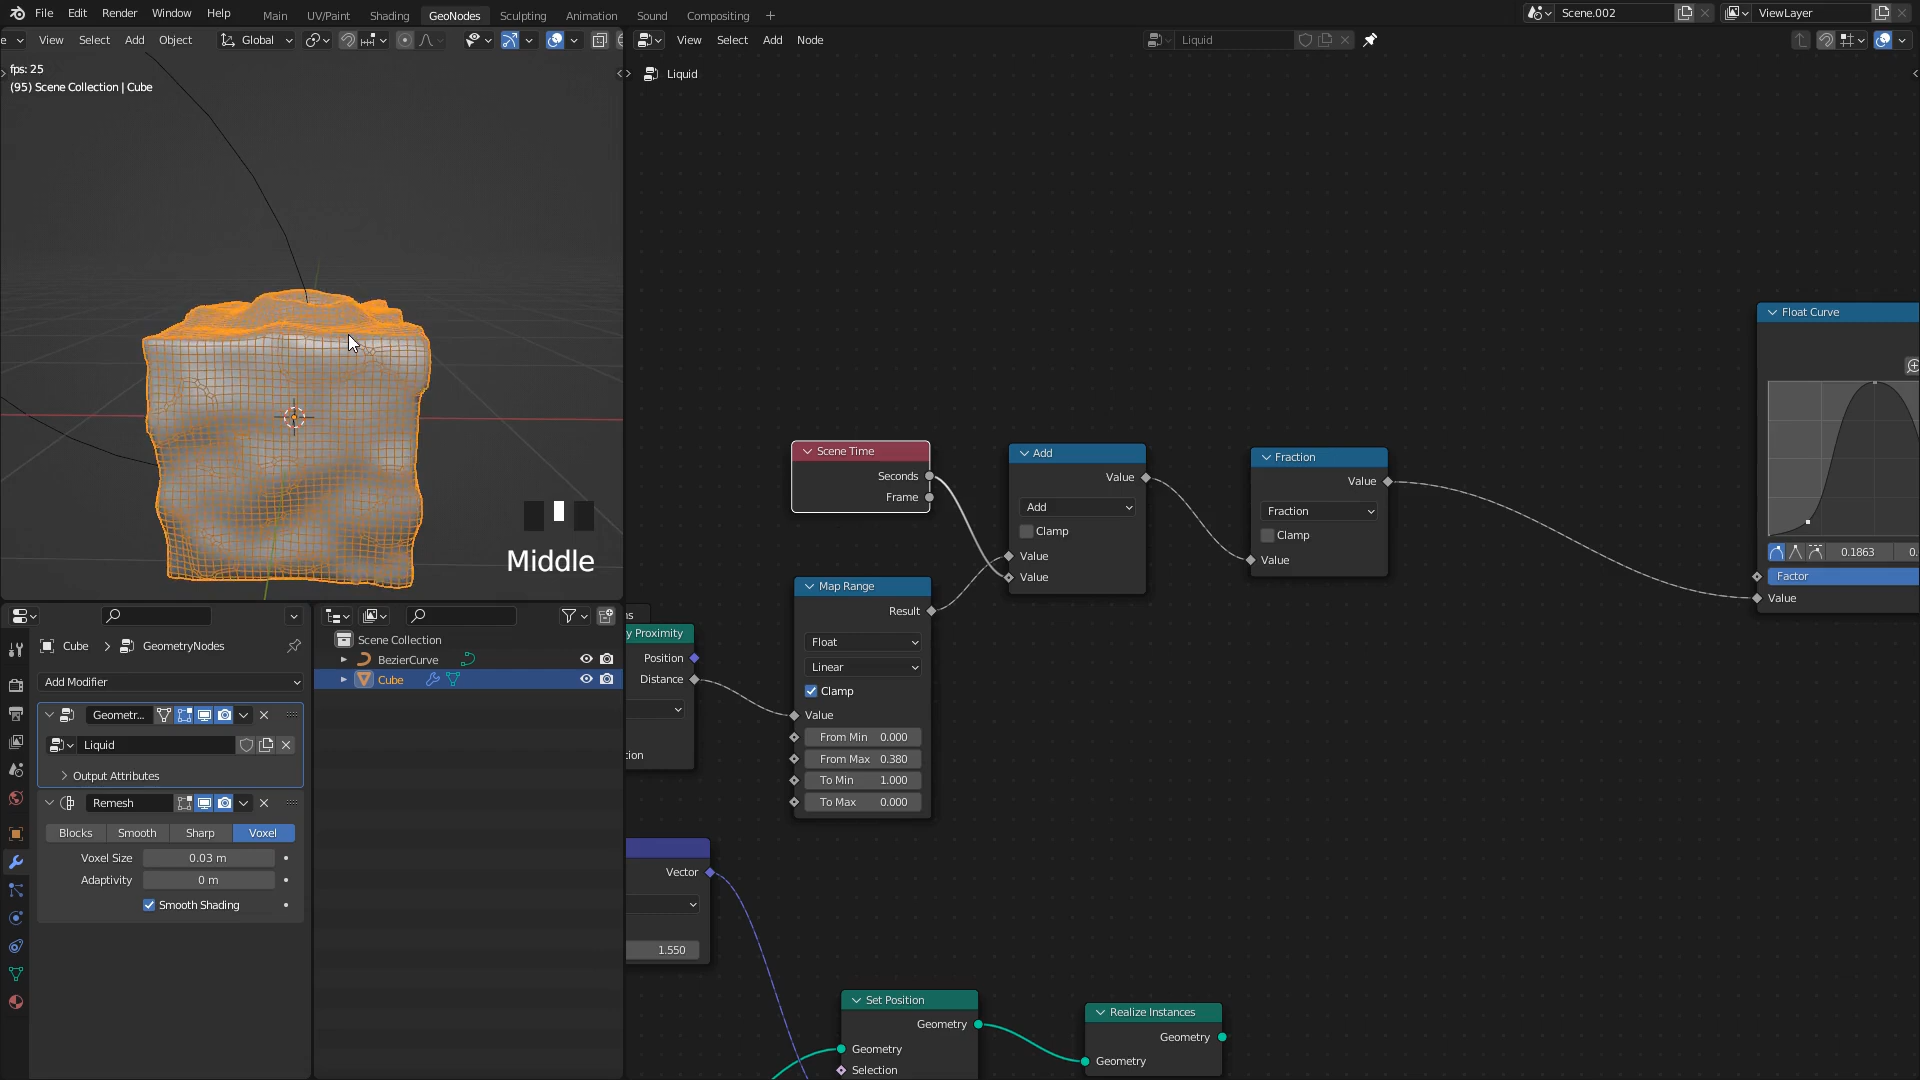 File Edit Render Window Help
Main UV/Paint Shading GeoNodes Sculpting Animation Sound Compositing +
Scene.002
ViewLayer
View Select Add Object
Global
View Select Add Node
Liquid
fps: 25
(95) Scene Collection | Cube
Liquid
Float Curve
0.1863
0.
Factor
Value
Scene Time
Seconds
Frame
Add
Value
Add
Clamp
Value
Value
Fraction
Value
Fraction
Clamp
Value
Middle
Map Range
Result
Float
Linear
Clamp
Value
From Min 0.000
From Max 0.380
To Min 1.000
To Max 0.000
ns
y Proximity
Position
Distance
tion
Vector
1.550
Set Position
Geometry
Geometry
Selection
Realize Instances
Geometry
Geometry
Cube > GeometryNodes
Add Modifier
Geometr...
Liquid
Output Attributes
Remesh
Blocks Smooth Sharp Voxel
Voxel Size 0.03 m
Adaptivity 0 m
Smooth Shading
Scene Collection
BezierCurve
Cube